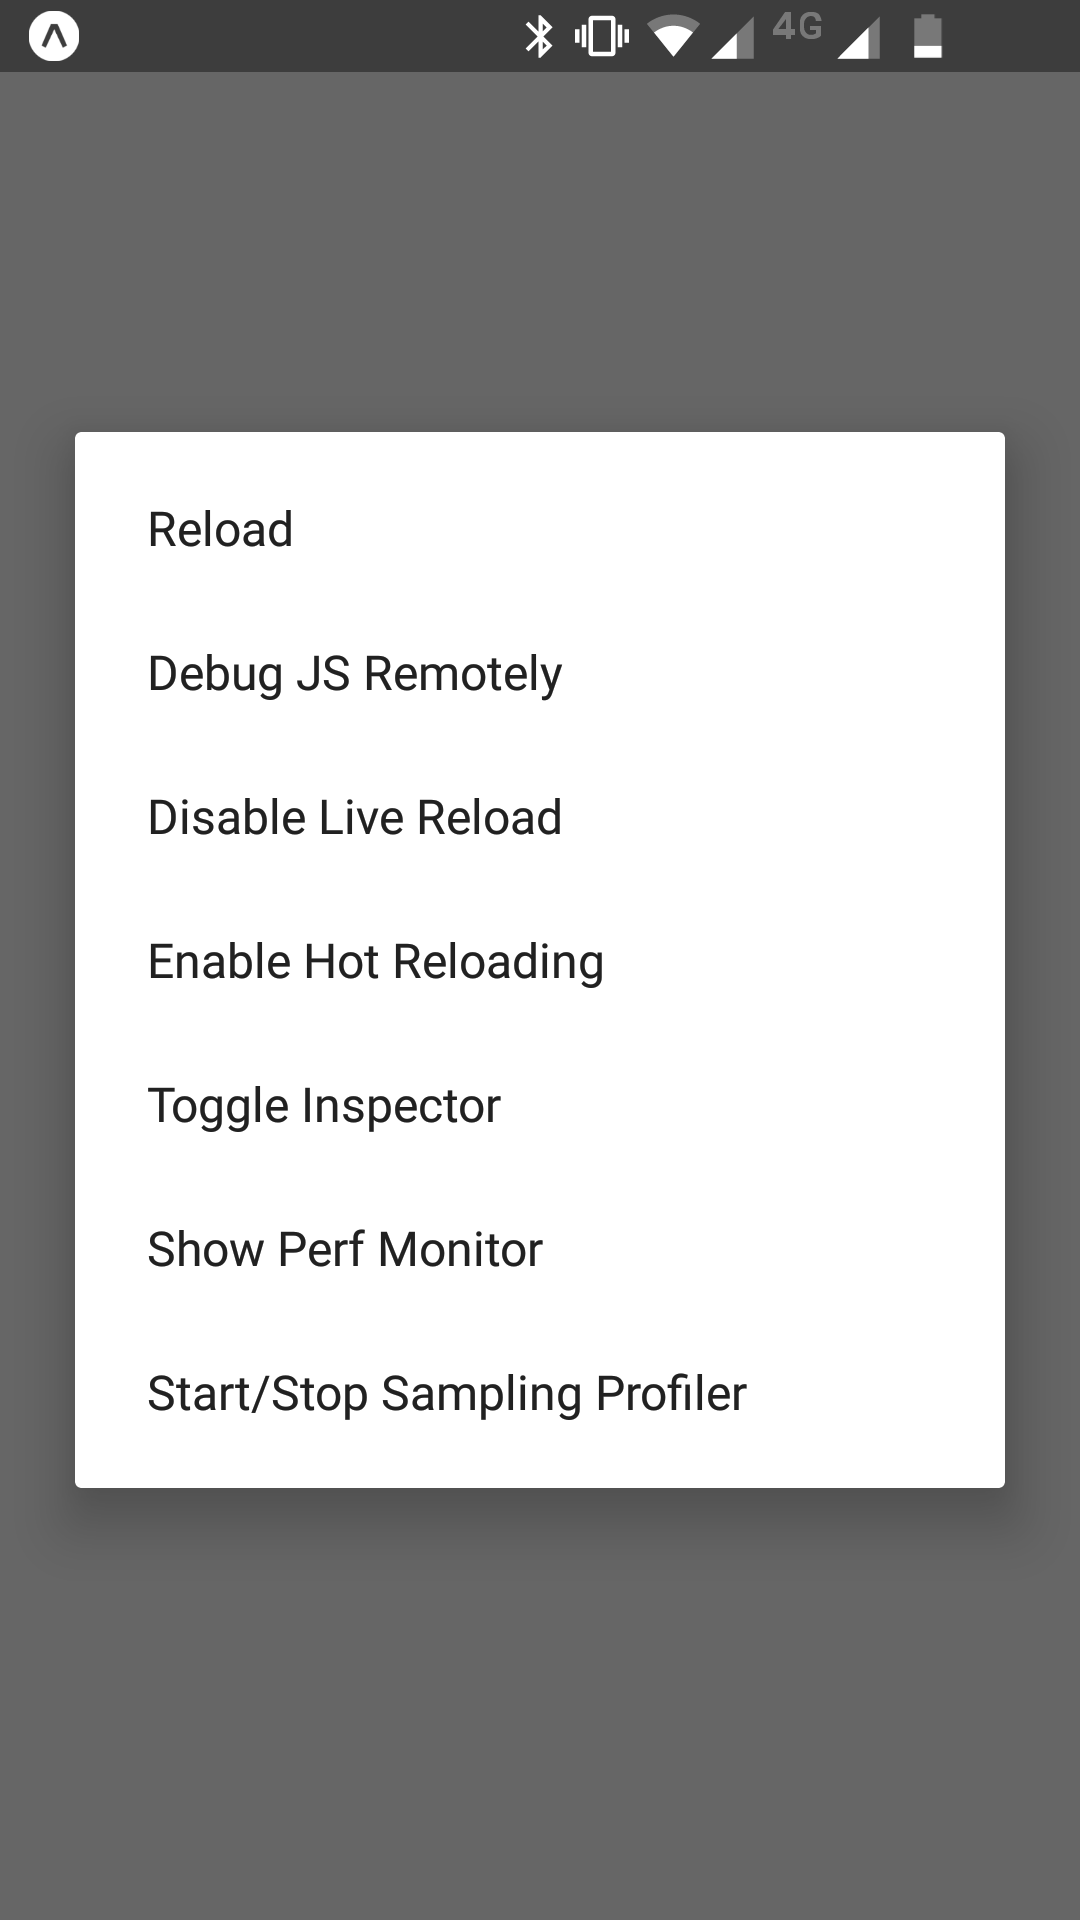 4G
Reload
Debug JS Remotely
Disable Live Reload
Enable Hot Reloading
Toggle Inspector
Show Perf Monitor
Start/Stop Sampling Profiler